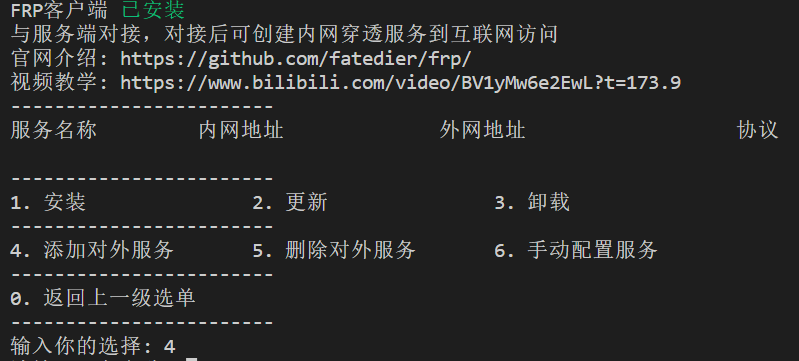 FRP客户端 已安装
与服务端对接，对接后可创建内网穿透服务到互联网访问
官网介绍: https://github.com/fatedier/frp/
视频教学: https://www.bilibili.com/video/BV1yMw6e2EwL?t=173.9
------------------------
服务名称 内网地址 外网地址 协议
------------------------
1. 安装 2. 更新 3. 卸载
------------------------
4. 添加对外服务 5. 删除对外服务 6. 手动配置服务
------------------------
0. 返回上一级选单
------------------------
输入你的选择: 4